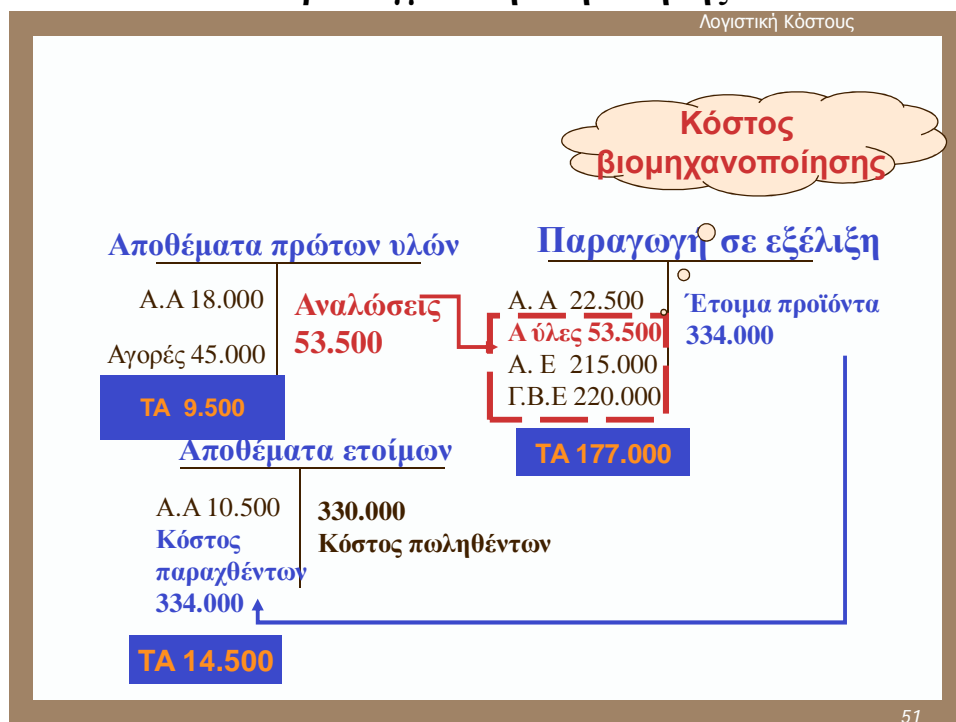 Λογιστική Κόστους
Κόστος
βιομηχανοποίησης
Αποθέματα πρώτων υλών
Α.Α 18.000
Αγορές 45.000
Αναλώσεις
53.500
ΤΑ 9.500
Παραγωγή σε εξέλιξη
Α. Α 22.500
Α ύλες 53.500
Α. Ε 215.000
Γ.Β.Ε 220.000
Έτοιμα προϊόντα
334.000
ΤΑ 177.000
Αποθέματα ετοίμων
Α.Α 10.500
Κόστος
παραχθέντων
334.000
330.000
Κόστος πωληθέντων
ΤΑ 14.500
51